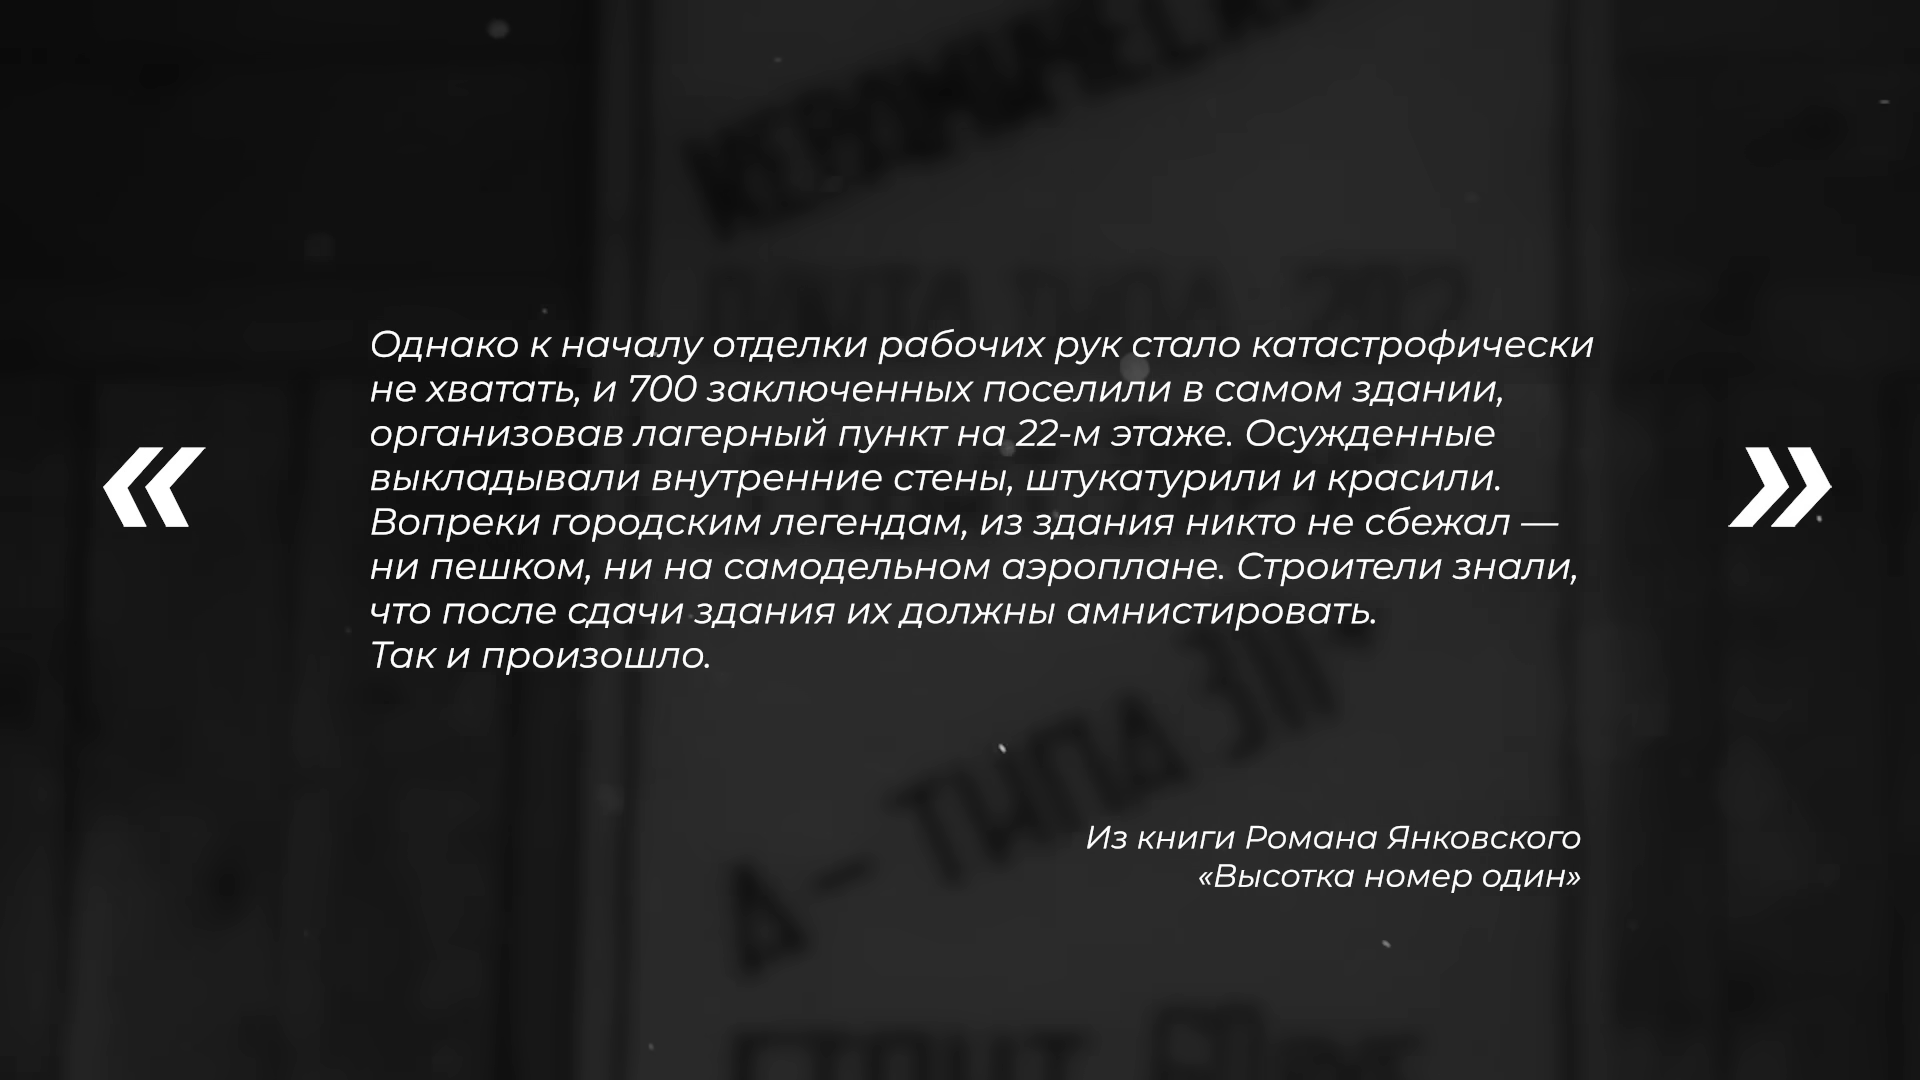 «
Однако к началу отделки рабочих рук стало катастрофически
не хватать, и 700 заключенных поселили в самом здании,
организовав лагерный пункт на 22-м этаже. Осужденные
выкладывали внутренние стены, штукатурили и красили.
Вопреки городским легендам, из здания никто не сбежал —
ни пешком, ни на самодельном аэроплане. Строители знали,
что после сдачи здания их должны амнистировать.
Так и произошло.
»
Из книги Романа Янковского
«Высотка номер один»